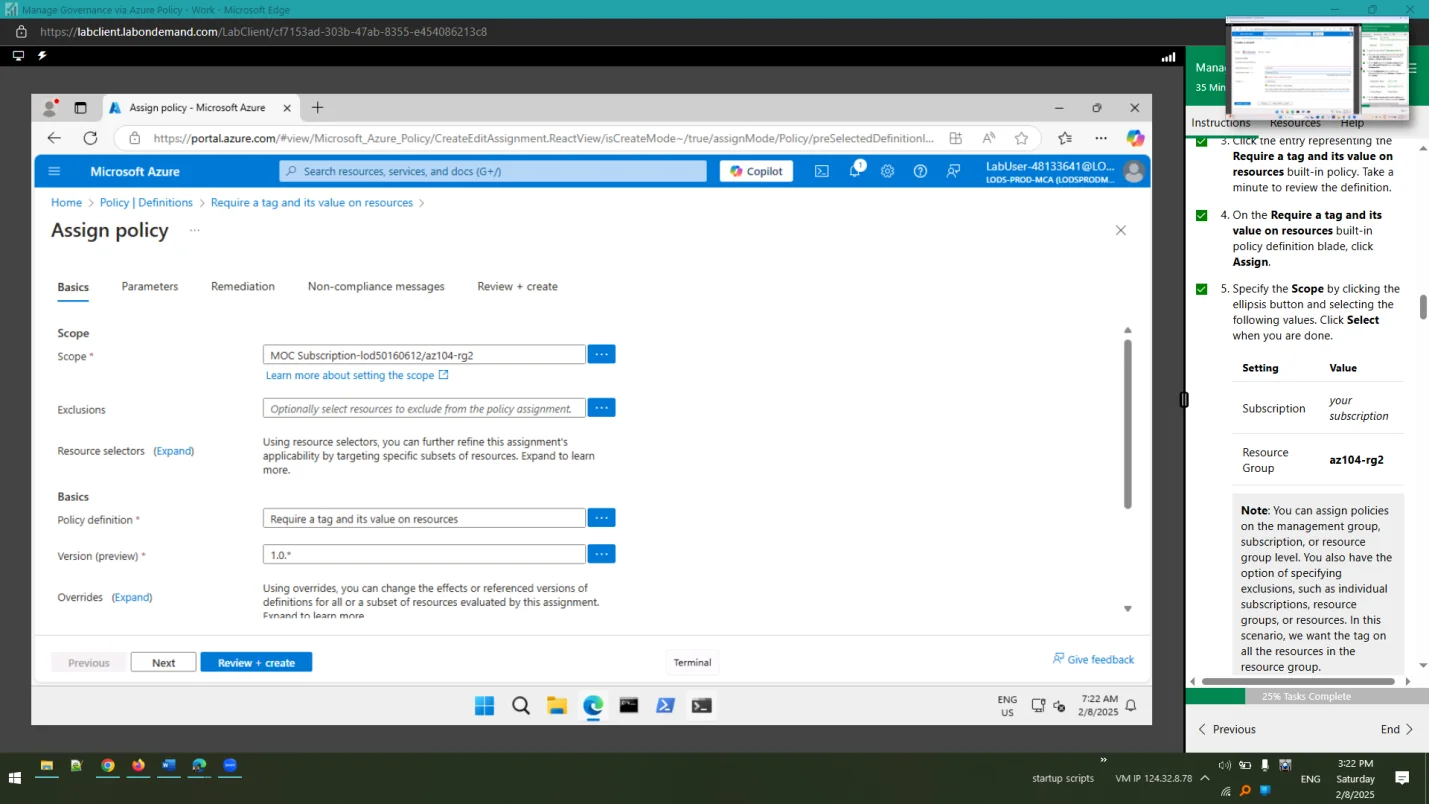 Manage Governance via Azure Policy - Work - Microsoft Edge
https://labclient.labondemand.com/LabClient/cf7153ad-303b-47ab-8355-e454086213c8
Assign policy - Microsoft Azure
https://portal.azure.com/#view/Microsoft_Azure_Policy/CreateEditAssignment.ReactView/isCreateMode~/true/assignMode/Policy/preSelectedDefinitionI...
Microsoft Azure
Search resources, services, and docs (G+/)
Copilot
1
LabUser-48133641@LO...
LODS-PROD-MCA (LODSPRODM...
Home > Policy | Definitions > Require a tag and its value on resources >
Assign policy ...
Basics
Parameters
Remediation
Non-compliance messages
Review + create
Scope
Scope *
MOC Subscription-lod50160612/az104-rg2
Learn more about setting the scope
Exclusions
Optionally select resources to exclude from the policy assignment.
Resource selectors (Expand)
Using resource selectors, you can further refine this assignment's
applicability by targeting specific subsets of resources. Expand to learn
more.
Basics
Policy definition *
Require a tag and its value on resources
Version (preview) *
1.0.*
Overrides (Expand)
Using overrides, you can change the effects or referenced versions of
definitions for all or a subset of resources evaluated by this assignment.
Expand to learn more
Previous
Next
Review + create
Terminal
Give feedback
ENG
US
7:22 AM
2/8/2025
Mana
35 Min
Instructions
Resources
Help
3. Click the entry representing the
Require a tag and its value on
resources built-in policy. Take a
minute to review the definition.
4. On the Require a tag and its
value on resources built-in
policy definition blade, click
Assign.
5. Specify the Scope by clicking the
ellipsis button and selecting the
following values. Click Select
when you are done.
Setting
Value
Subscription
your
subscription
Resource
Group
az104-rg2
Note: You can assign policies
on the management group,
subscription, or resource
group level. You also have the
option of specifying
exclusions, such as individual
subscriptions, resource
groups, or resources. In this
scenario, we want the tag on
all the resources in the
resource group.
25% Tasks Complete
< Previous
End >
startup scripts
VM IP 124.32.8.78
ENG
3:22 PM
Saturday
2/8/2025